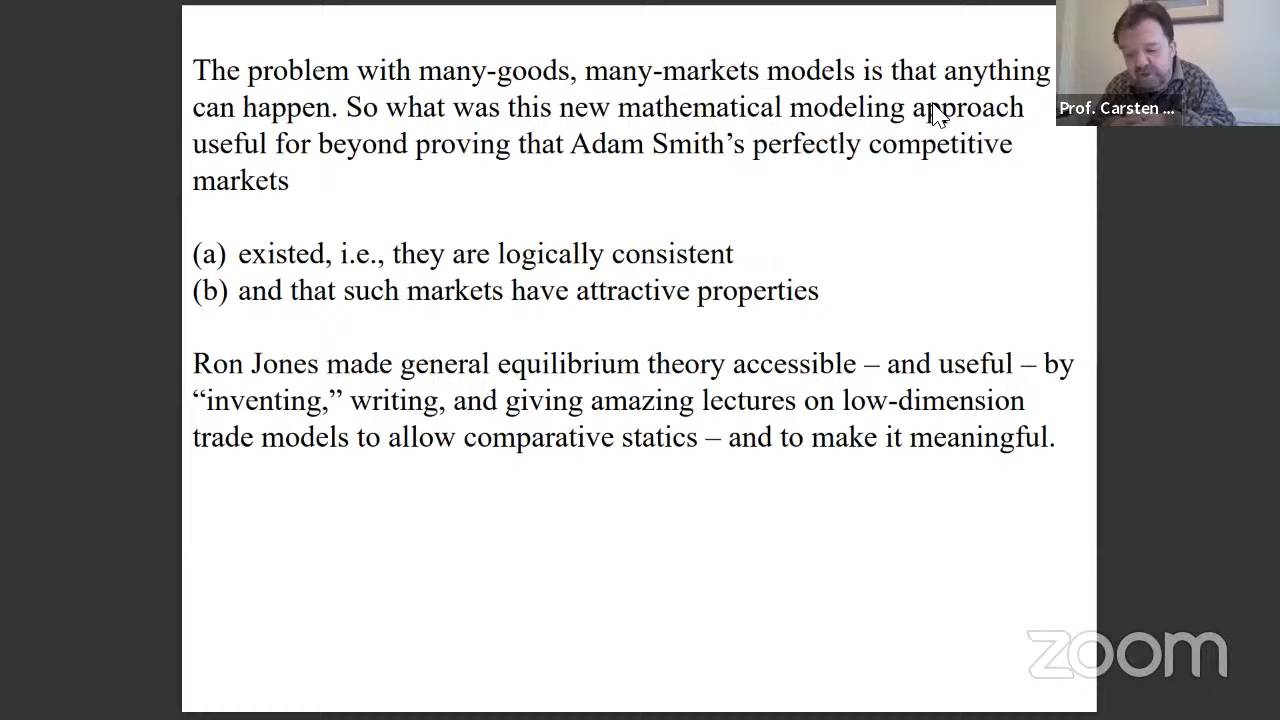 The problem with many-goods, many-markets models is that anything
can happen. So what was this new mathematical modeling approach
useful for beyond proving that Adam Smith’s perfectly competitive
markets
(a) existed, i.e., they are logically consistent
(b) and that such markets have attractive properties
Ron Jones made general equilibrium theory accessible – and useful – by
“inventing,” writing, and giving amazing lectures on low-dimension
trade models to allow comparative statics – and to make it meaningful.
Prof. Carsten ...
zoom